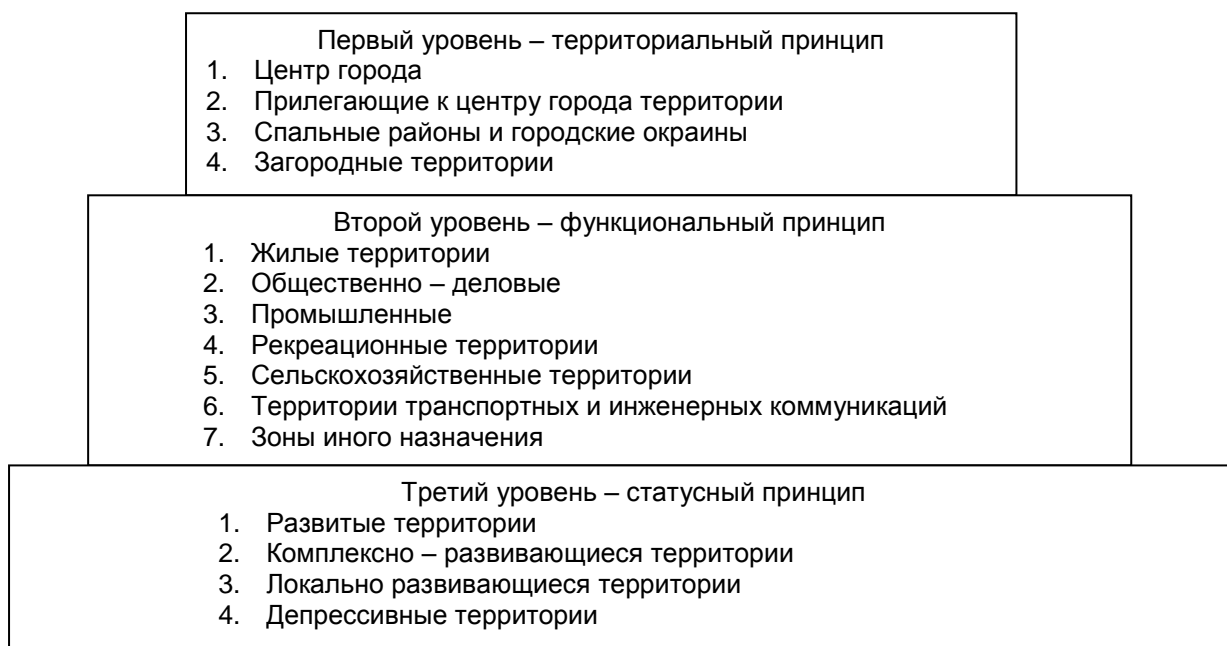 Первый уровень – территориальный принцип
1. Центр города
2. Прилегающие к центру города территории
3. Спальные районы и городские окраины
4. Загородные территории
Второй уровень – функциональный принцип
1. Жилые территории
2. Общественно – деловые
3. Промышленные
4. Рекреационные территории
5. Сельскохозяйственные территории
6. Территории транспортных и инженерных коммуникаций
7. Зоны иного назначения
Третий уровень – статусный принцип
1. Развитые территории
2. Комплексно – развивающиеся территории
3. Локально развивающиеся территории
4. Депрессивные территории